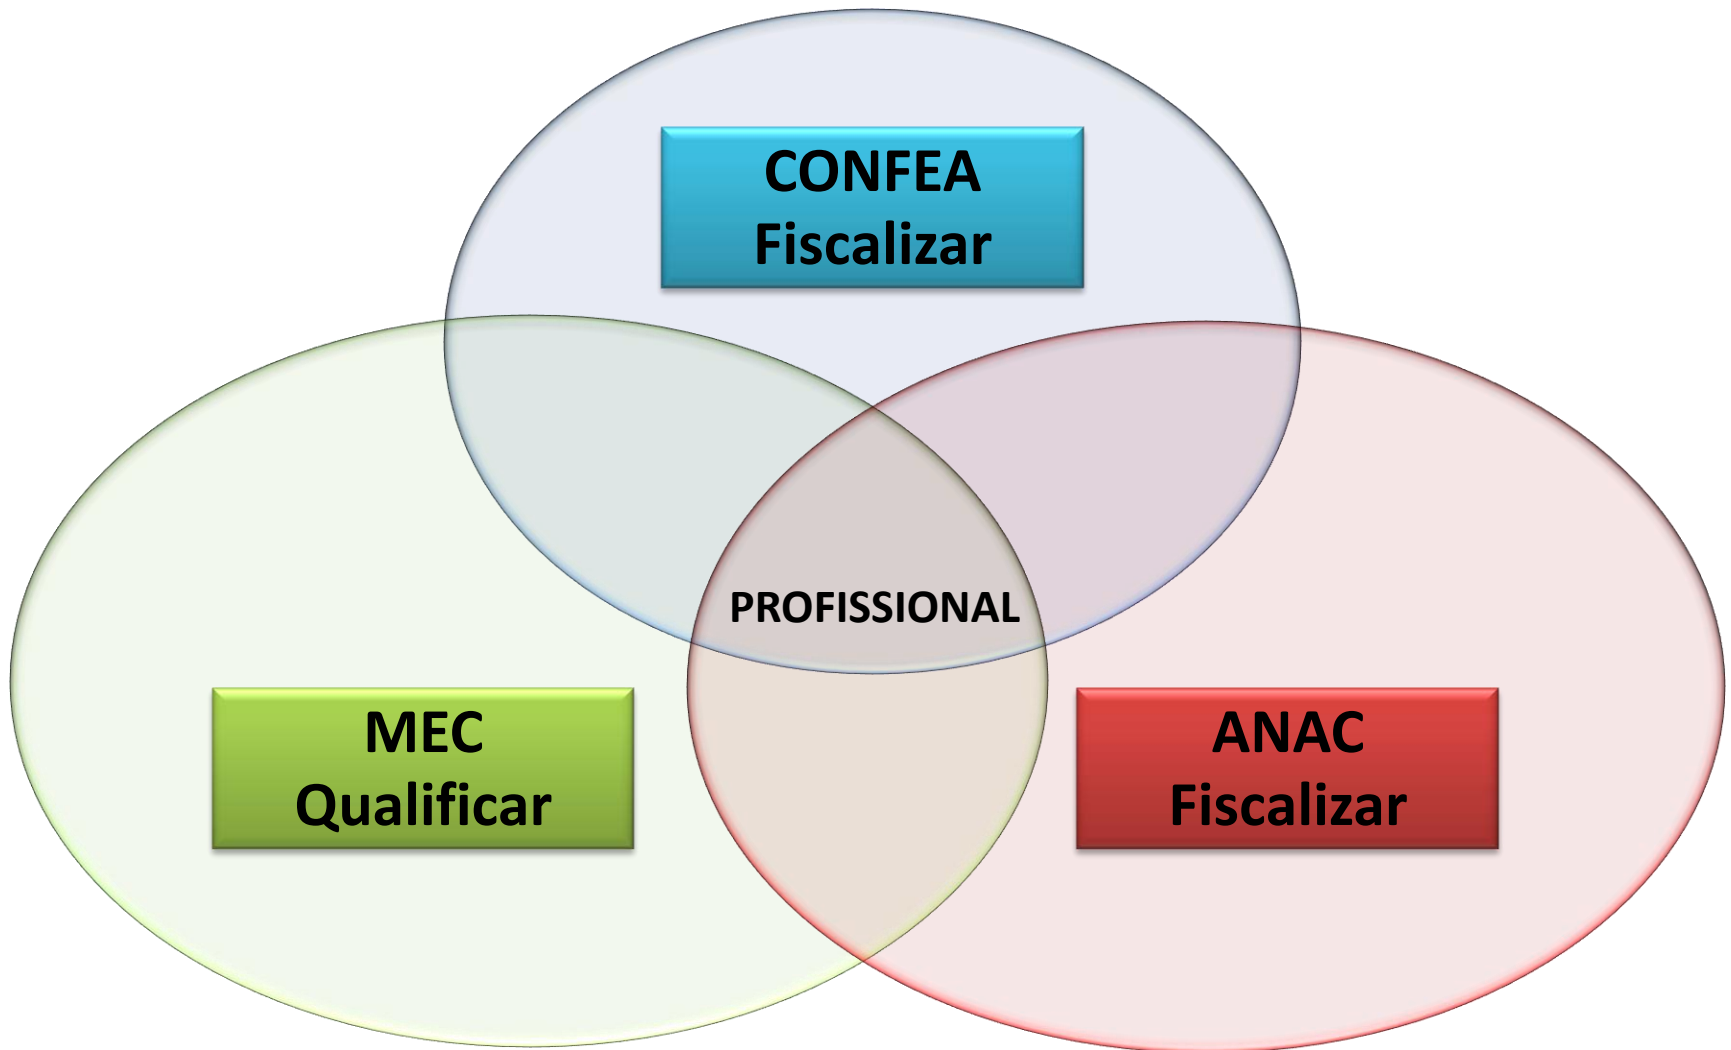 CONFEA
Fiscalizar
PROFISSIONAL
MEC
Qualificar
ANAC
Fiscalizar